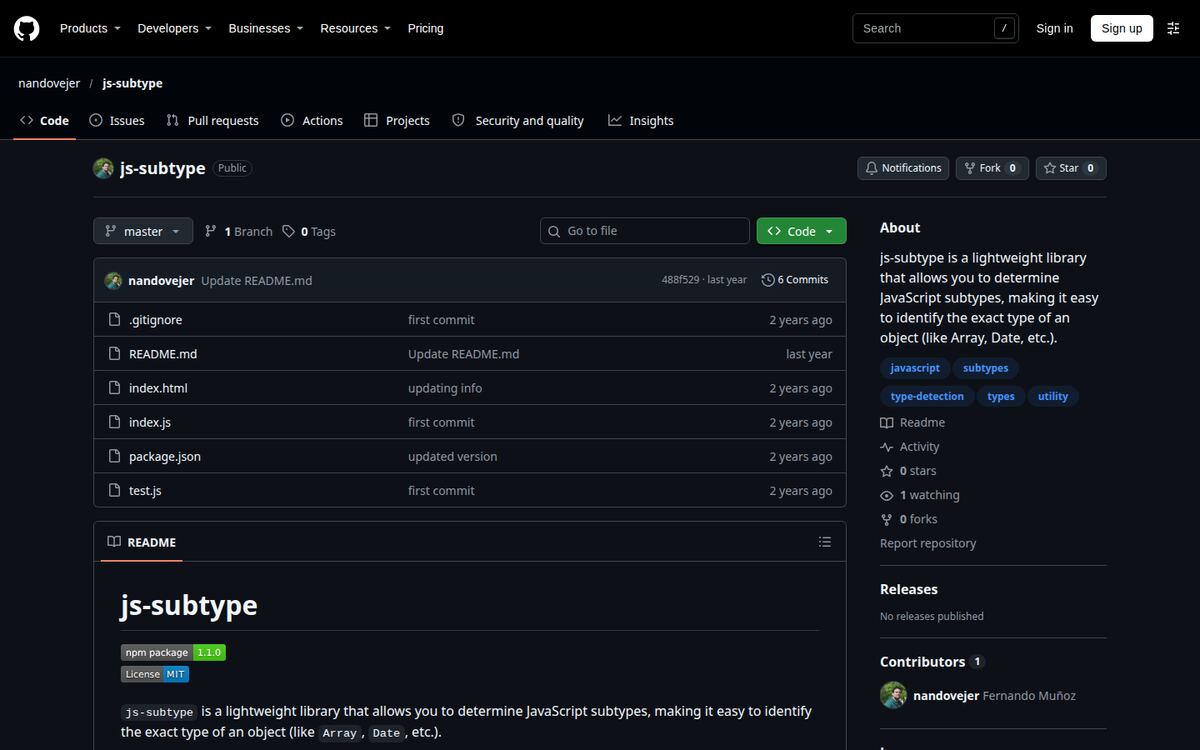 Products Developers Businesses Resources Pricing Search / Sign in Sign up
nandovejer / js-subtype
Code Issues Pull requests Actions Projects Security and quality Insights
js-subtype Public Notifications Fork 0 Star 0
master 1 Branch 0 Tags Go to file Code
nandovejer Update README.md 488f529 · last year 6 Commits
.gitignore first commit 2 years ago
README.md Update README.md last year
index.html updating info 2 years ago
index.js first commit 2 years ago
package.json updated version 2 years ago
test.js first commit 2 years ago
README
js-subtype
npm package 1.1.0
License MIT
js-subtype is a lightweight library that allows you to determine JavaScript subtypes, making it easy to identify
the exact type of an object (like Array, Date, etc.).
About
js-subtype is a lightweight library
that allows you to determine
JavaScript subtypes, making it easy
to identify the exact type of an
object (like Array, Date, etc.).
javascript subtypes
type-detection types utility
Readme
Activity
0 stars
1 watching
0 forks
Report repository
Releases
No releases published
Contributors 1
nandovejer Fernando Muñoz